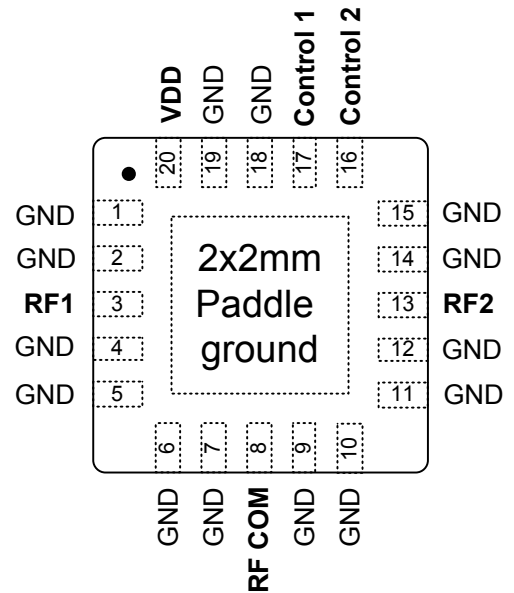 VDD
GND
GND
Control 1
Control 2
20
19
18
17
16
GND 1
GND 2
RF1 3
GND 4
GND 5
2x2mm
Paddle
ground
15 GND
14 GND
13 RF2
12 GND
11 GND
6
7
8
9
10
GND
GND
RF COM
GND
GND